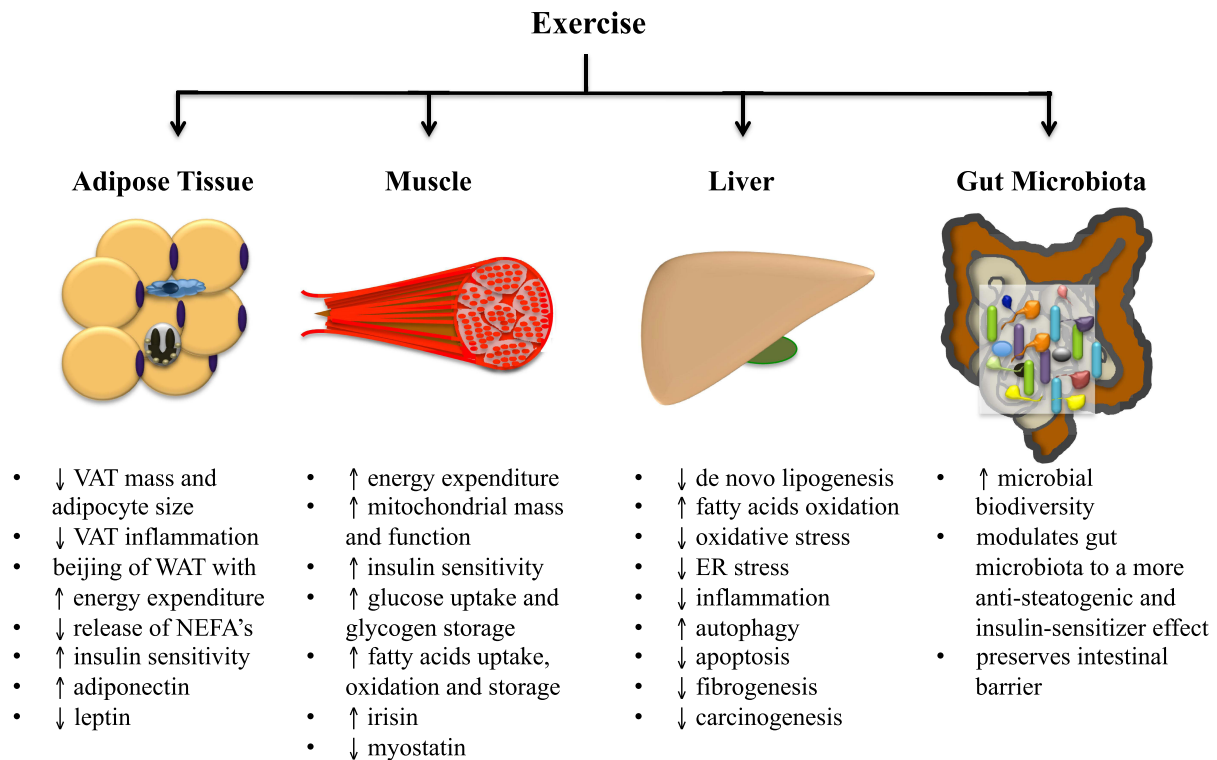 Exercise
Adipose Tissue
• ↓ VAT mass and
adipocyte size
• ↓ VAT inflammation
• beijing of WAT with
↑ energy expenditure
• ↓ release of NEFA’s
• ↑ insulin sensitivity
• ↑ adiponectin
• ↓ leptin
Muscle
• ↑ energy expenditure
• ↑ mitochondrial mass
and function
• ↑ insulin sensitivity
• ↑ glucose uptake and
glycogen storage
• ↑ fatty acids uptake,
oxidation and storage
• ↑ irisin
• ↓ myostatin
Liver
• ↓ de novo lipogenesis
• ↑ fatty acids oxidation
• ↓ oxidative stress
• ↓ ER stress
• ↓ inflammation
• ↑ autophagy
• ↓ apoptosis
• ↓ fibrogenesis
• ↓ carcinogenesis
Gut Microbiota
• ↑ microbial
biodiversity
• modulates gut
microbiota to a more
anti-steatogenic and
insulin-sensitizer effect
• preserves intestinal
barrier